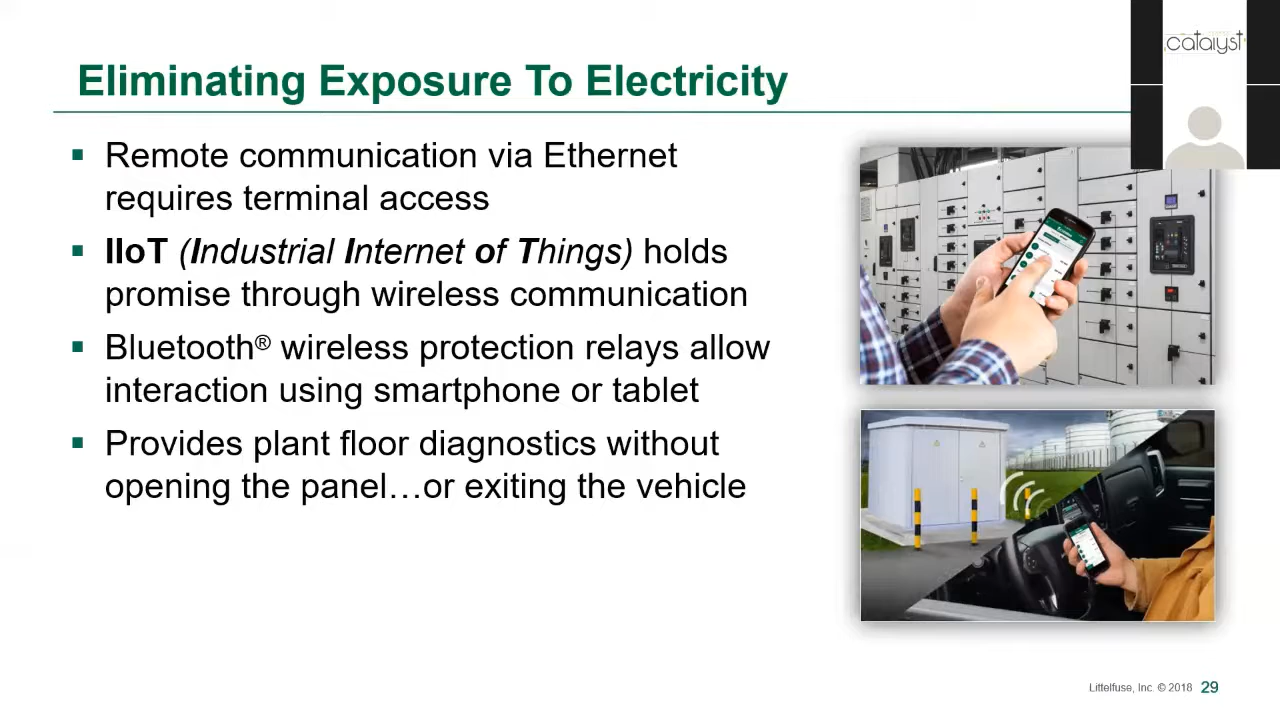 Eliminating Exposure To Electricity
catalyst
▪ Remote communication via Ethernet
requires terminal access
▪ IIoT (Industrial Internet of Things) holds
promise through wireless communication
▪ Bluetooth® wireless protection relays allow
interaction using smartphone or tablet
▪ Provides plant floor diagnostics without
opening the panel…or exiting the vehicle
Littelfuse, Inc. © 2018 29